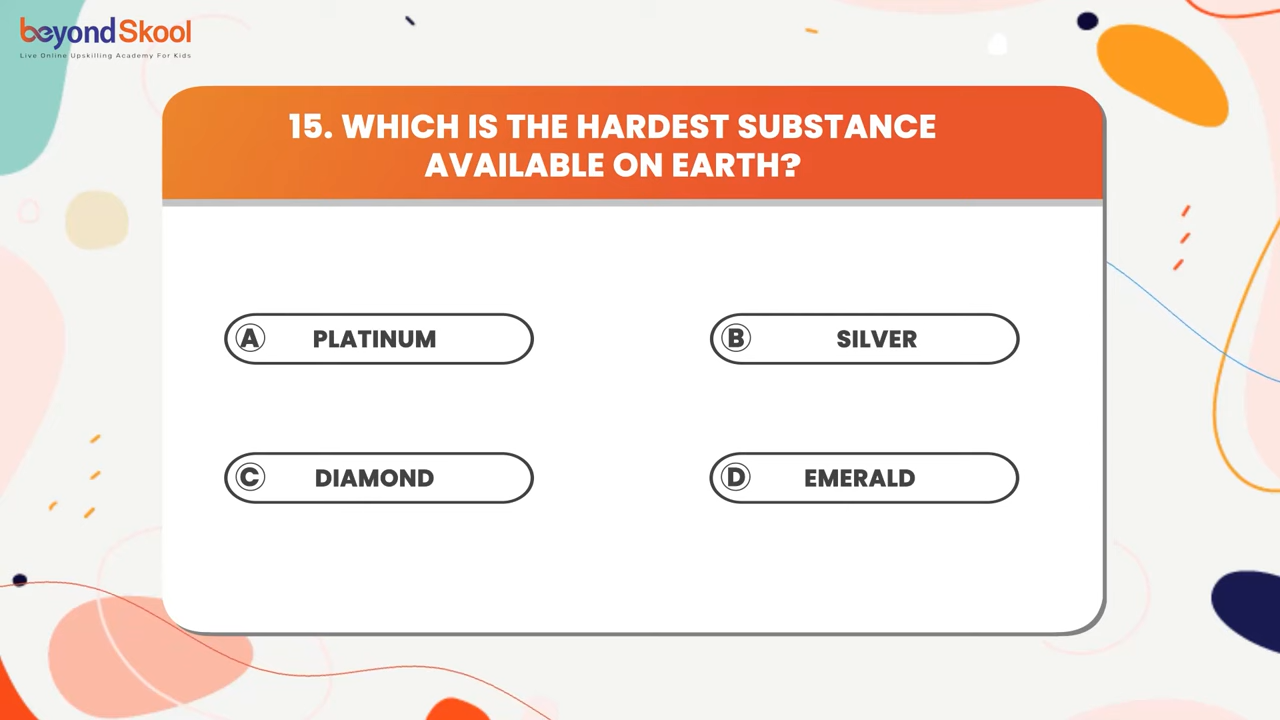 beyondSkool
Live Online Upskilling Academy For Kids
15. WHICH IS THE HARDEST SUBSTANCE
AVAILABLE ON EARTH?
A PLATINUM
B SILVER
C DIAMOND
D EMERALD